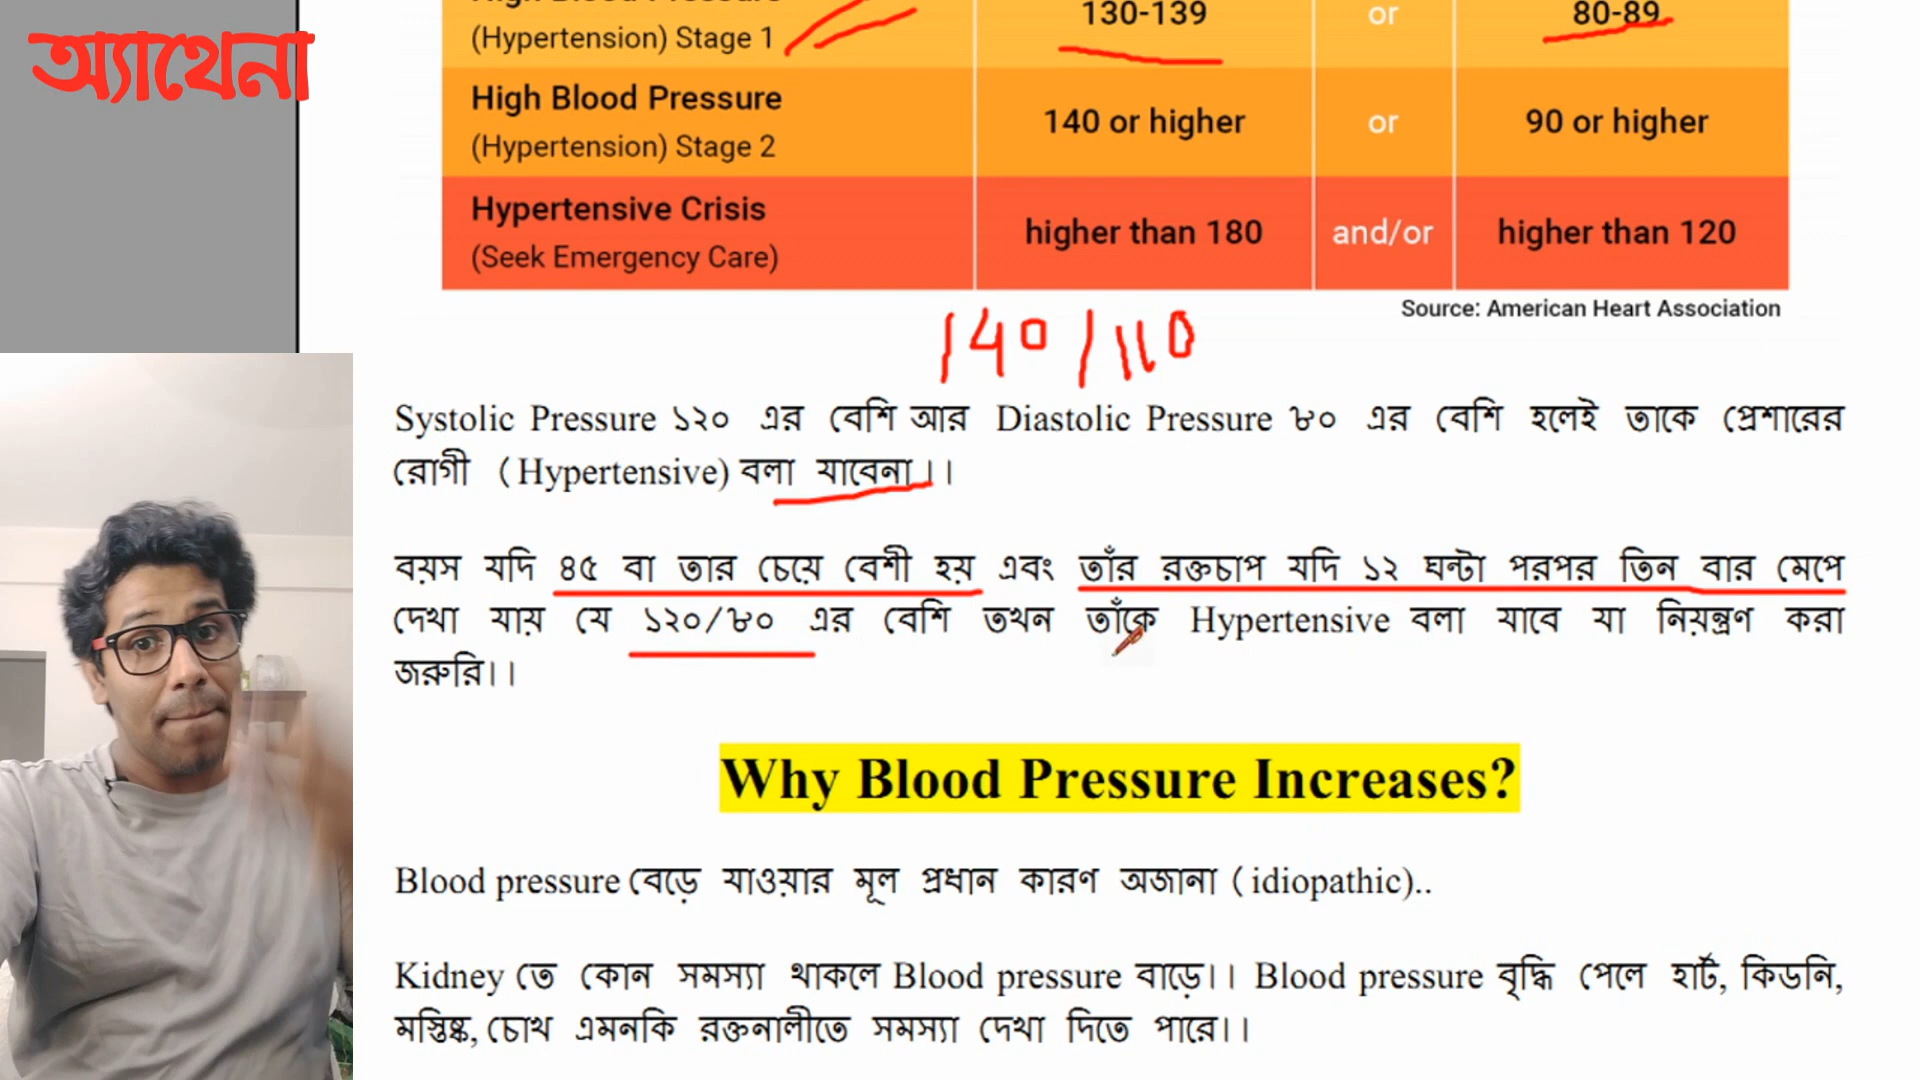 অ্যাথেনা
(Hypertension) Stage 1
130-139
or
80-89
High Blood Pressure
(Hypertension) Stage 2
140 or higher
or
90 or higher
Hypertensive Crisis
(Seek Emergency Care)
higher than 180
and/or
higher than 120
Source: American Heart Association
140/110
Systolic Pressure ১২০ এর বেশি আর Diastolic Pressure ৮০ এর বেশি হলেই তাকে প্রেশারের
রোগী (Hypertensive) বলা যাবেনা।।
বয়স যদি ৪৫ বা তার চেয়ে বেশী হয় এবং তাঁর রক্তচাপ যদি ১২ ঘন্টা পরপর তিন বার মেপে
দেখা যায় যে ১২০/৮০ এর বেশি তখন তাঁকে Hypertensive বলা যাবে যা নিয়ন্ত্রণ করা
জরুরি।।
Why Blood Pressure Increases?
Blood pressure বেড়ে যাওয়ার মূল প্রধান কারণ অজানা (idiopathic)..
Kidney তে কোন সমস্যা থাকলে Blood pressure বাড়ে।। Blood pressure বৃদ্ধি পেলে হার্ট, কিডনি,
মস্তিষ্ক, চোখ এমনকি রক্তনালীতে সমস্যা দেখা দিতে পারে।।